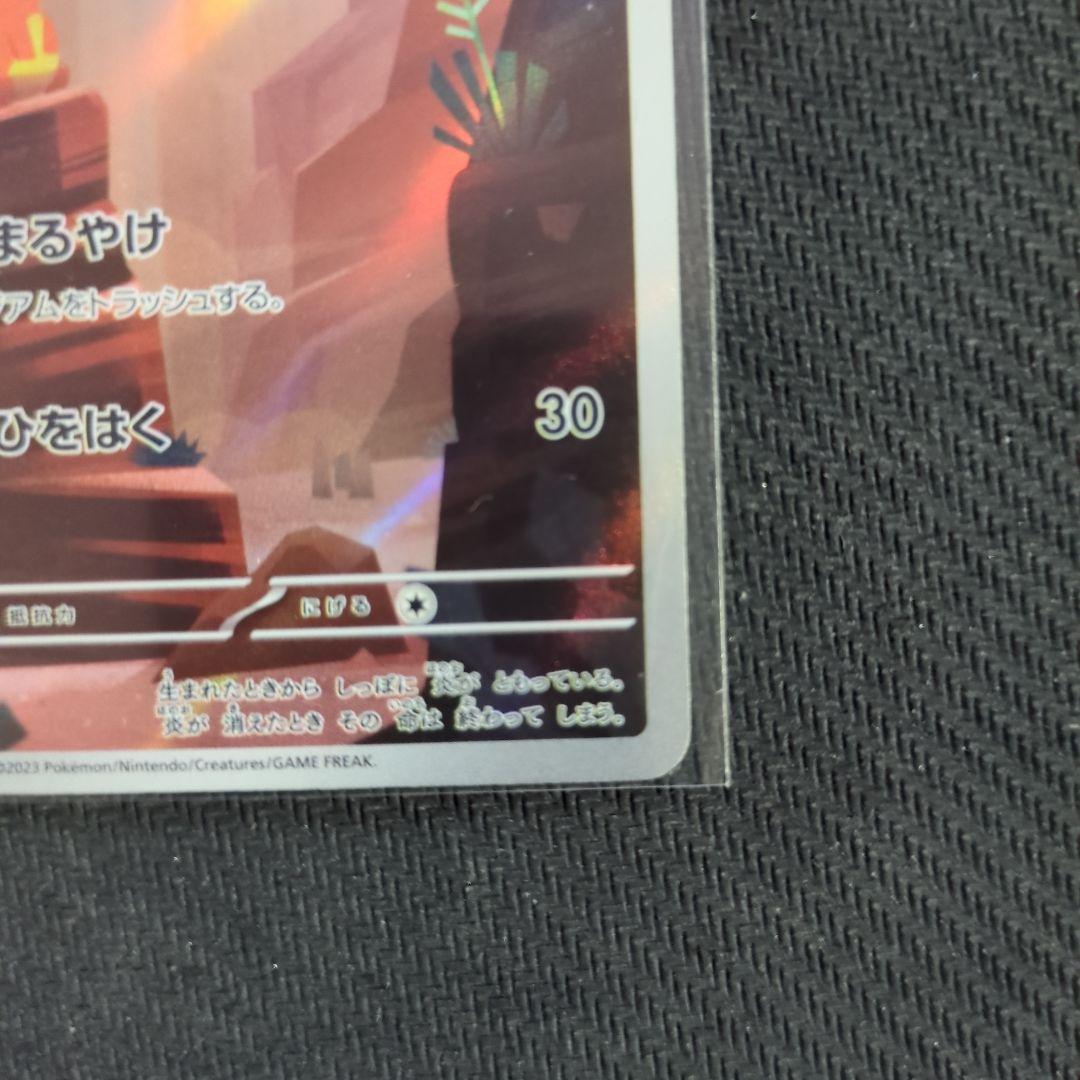 まるやけ
アムをトラッシュする。
ひをはく 30
抵抗力 にげる
生まれたときから しっぽに 炎が ともっている。
炎が 消えたとき その 命は 終わって しまう。
©2023 Pokémon/Nintendo/Creatures/GAME FREAK.